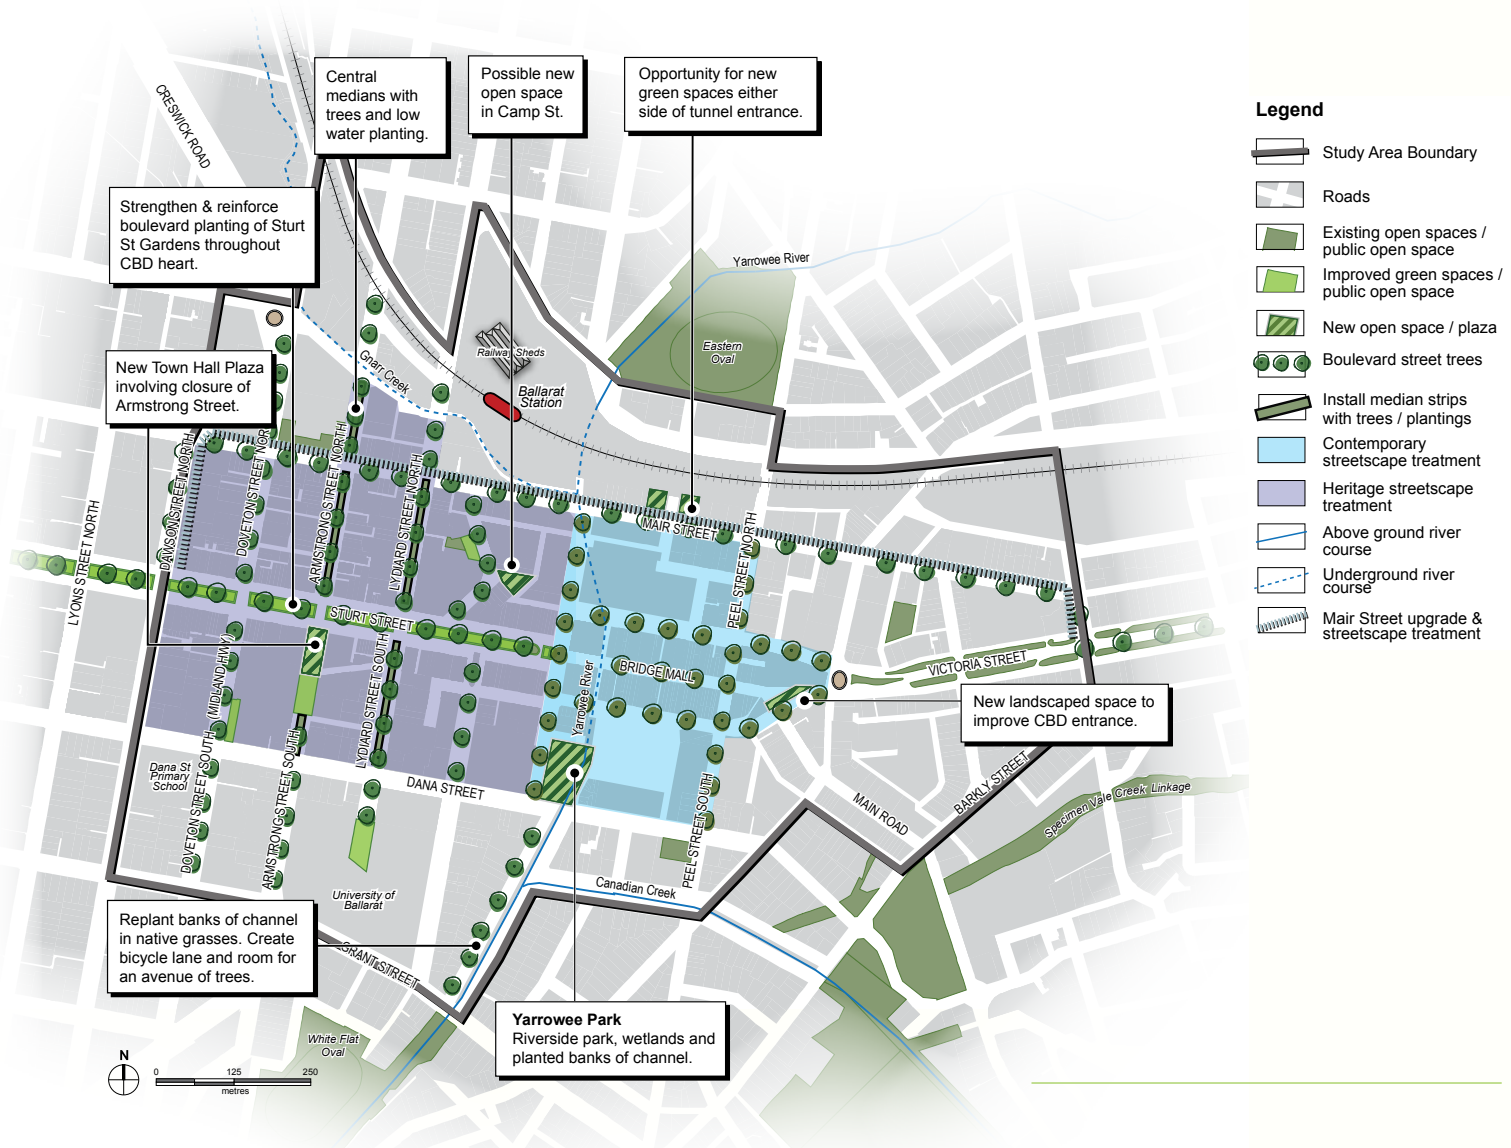 Central
medians with
trees and low
water planting.
Possible new
open space
in Camp St.
Opportunity for new
green spaces either
side of tunnel entrance.
Strengthen & reinforce
boulevard planting of Sturt
St Gardens throughout
CBD heart.
New Town Hall Plaza
involving closure of
Armstrong Street.
CRESWICK ROAD
Yarrowee River
Eastern
Oval
Railway Sheds
Ballarat
Station
Gnarr Creek
LYONS STREET NORTH
DAWSON STREET NORTH
DOVETON STREET NOR
ARMSTRONG STREET NORTH
LYDIARD STREET NORTH
MAIR STREET
PEEL STREET NORTH
STURT STREET
BRIDGE MALL
Yarrowee River
VICTORIA STREET
New landscaped space to
improve CBD entrance.
DOVETON STREET SOUTH (MIDLAND HWY)
ARMSTRONG STREET SOUTH
LYDIARD STREET SOUTH
Dana St
Primary
School
DANA STREET
PEEL STREET SOUTH
MAIN ROAD
BARKLY STREET
Specimen Vale Creek Linkage
University of
Ballarat
Canadian Creek
GRANT STREET
Replant banks of channel
in native grasses. Create
bicycle lane and room for
an avenue of trees.
Yarrowee Park
Riverside park, wetlands and
planted banks of channel.
White Flat
Oval
N
0 125 250
metres
Legend
Study Area Boundary
Roads
Existing open spaces /
public open space
Improved green spaces /
public open space
New open space / plaza
Boulevard street trees
Install median strips
with trees / plantings
Contemporary
streetscape treatment
Heritage streetscape
treatment
Above ground river
course
Underground river
course
Mair Street upgrade &
streetscape treatment